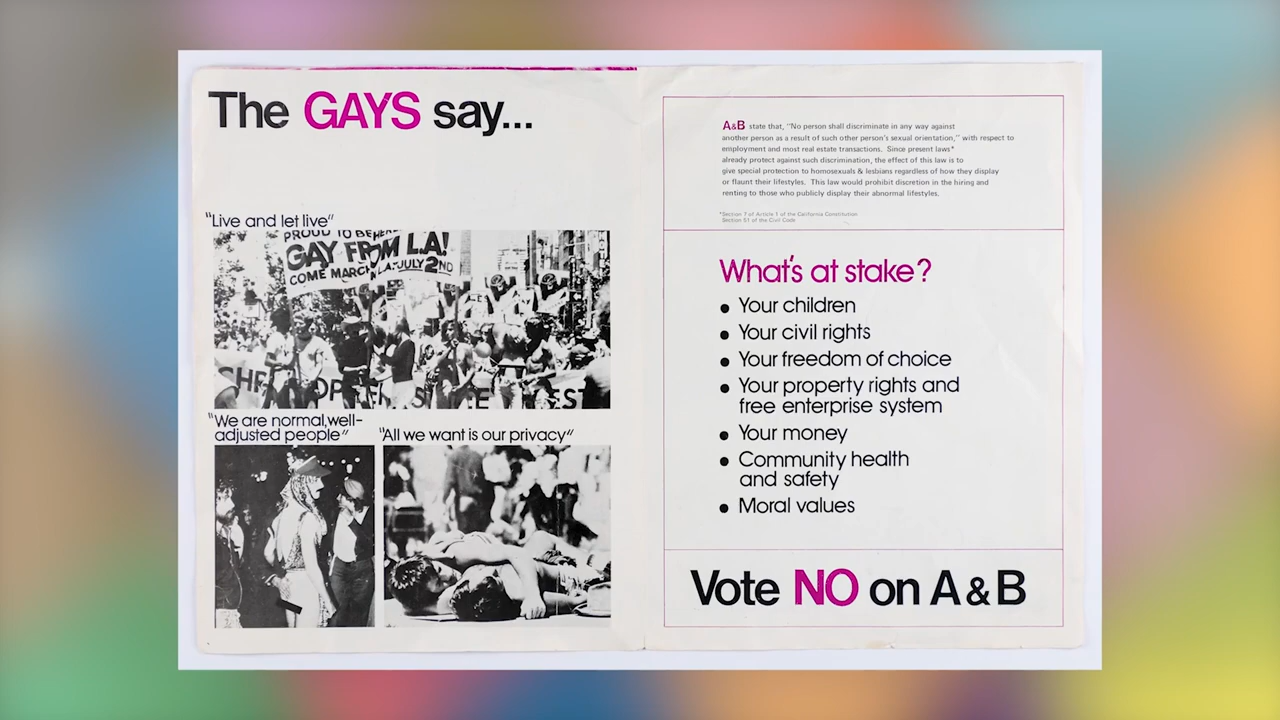 The GAYS say...
"Live and let live"
PROUD TO BE HERE
GAY FROM L.A!
COME MARCH L.A.-JULY 2ND
"We are normal, well-
adjusted people"
"All we want is our privacy"
A&B state that, "No person shall discriminate in any way against
another person as a result of such other person's sexual orientation," with respect to
employment and most real estate transactions. Since present laws*
already protect against such discrimination, the effect of this law is to
give special protection to homosexuals & lesbians regardless of how they display
or flaunt their lifestyles. This law would prohibit discretion in the hiring and
renting to those who publicly display their abnormal lifestyles.
*Section 7 of Article 1 of the California Constitution
Section 51 of the Civil Code
What's at stake?
• Your children
• Your civil rights
• Your freedom of choice
• Your property rights and
free enterprise system
• Your money
• Community health
and safety
• Moral values
Vote NO on A & B